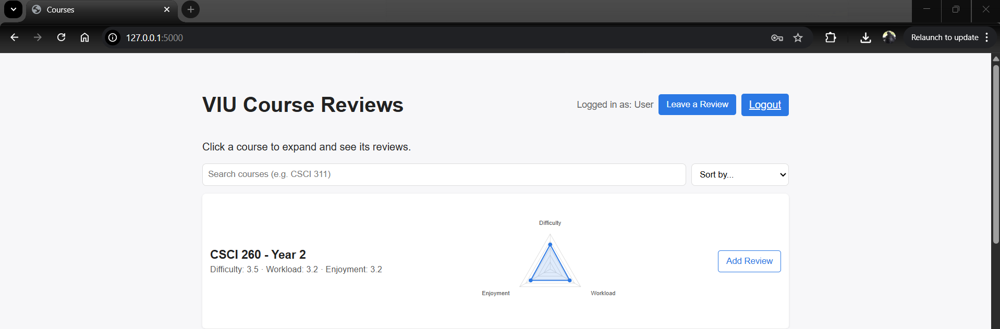 Courses
127.0.0.1:5000
Relaunch to update
VIU Course Reviews
Logged in as: User
Leave a Review
Logout
Click a course to expand and see its reviews.
Search courses (e.g. CSCI 311)
Sort by...
CSCI 260 - Year 2
Difficulty: 3.5 · Workload: 3.2 · Enjoyment: 3.2
Difficulty
Enjoyment
Workload
Add Review